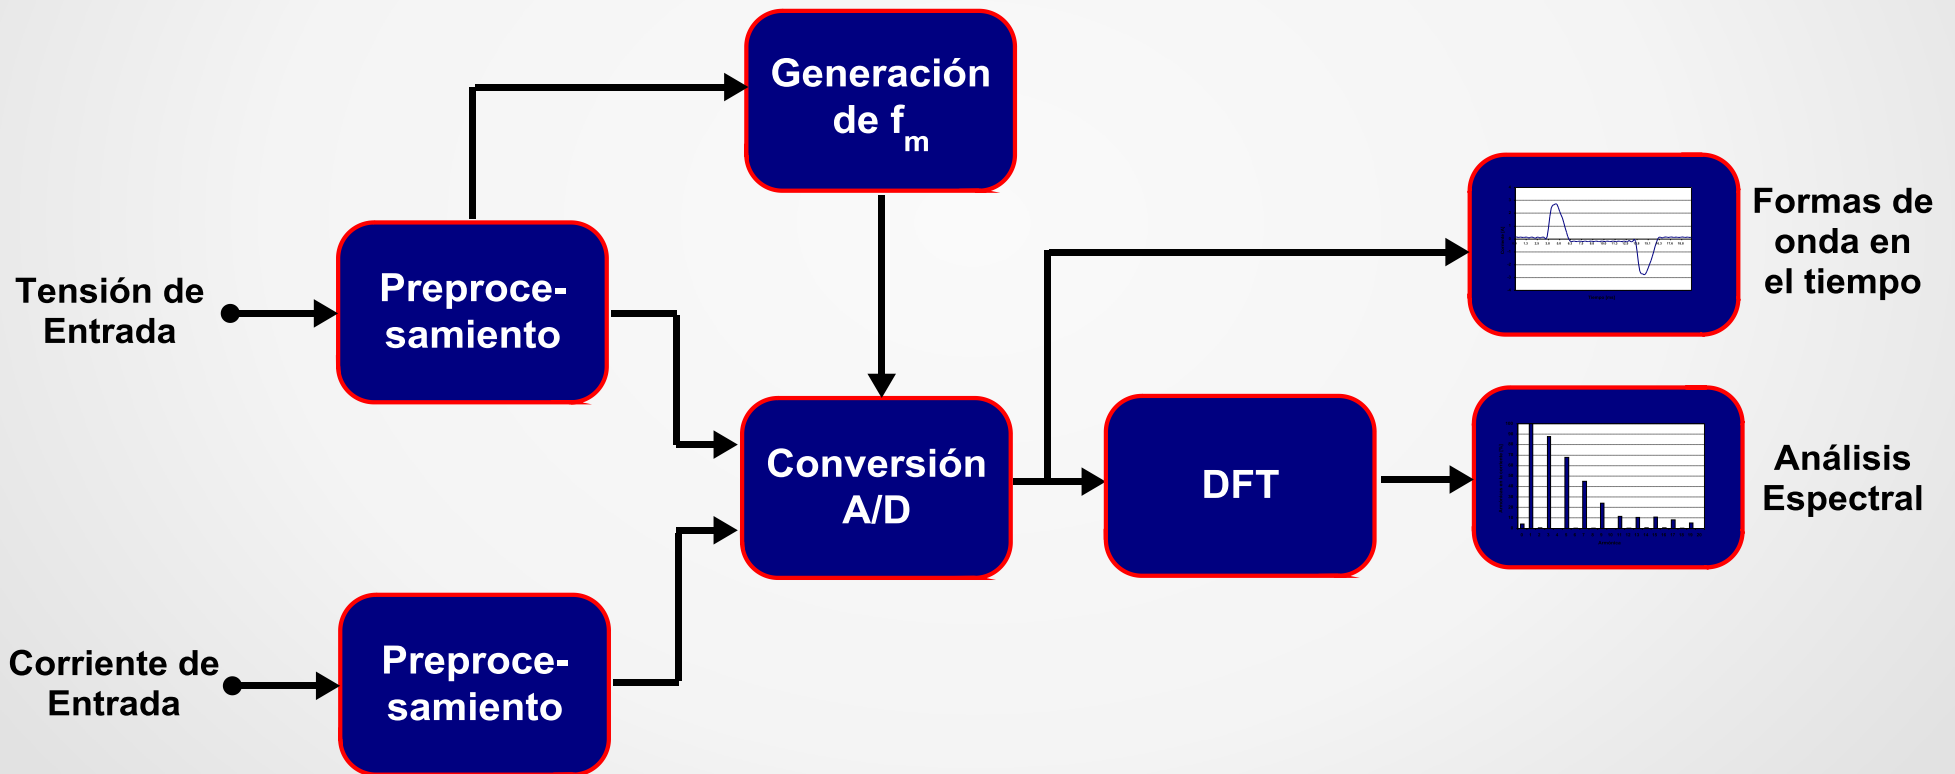 Generación
de fm
Formas de
onda en
el tiempo
Tensión de
Entrada
Preproce-
samiento
Conversión
A/D
DFT
Análisis
Espectral
Corriente de
Entrada
Preproce-
samiento